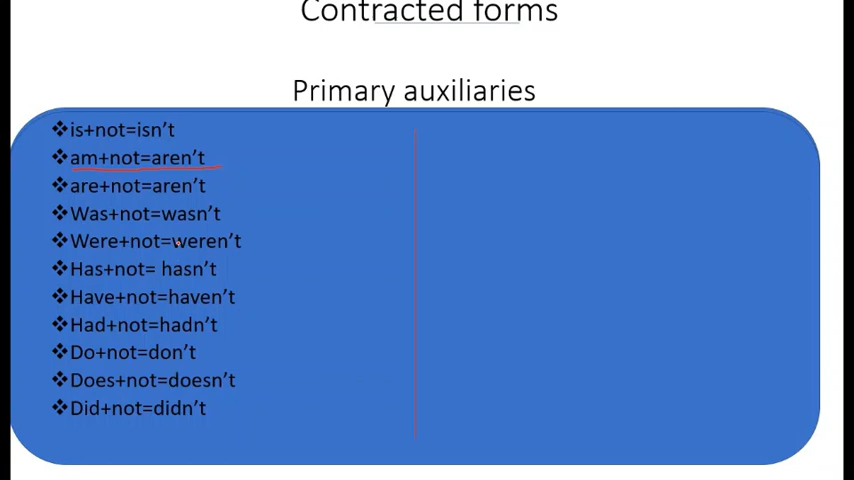 Contracted forms
Primary auxiliaries
❖is+not=isn’t
❖am+not=aren’t
❖are+not=aren’t
❖Was+not=wasn’t
❖Were+not=weren’t
❖Has+not= hasn’t
❖Have+not=haven’t
❖Had+not=hadn’t
❖Do+not=don’t
❖Does+not=doesn’t
❖Did+not=didn’t